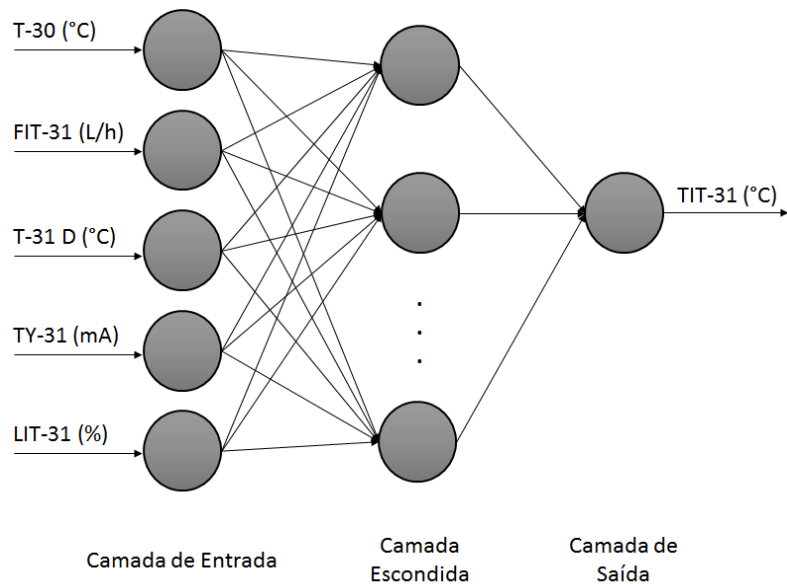 T-30 (°C)
FIT-31 (L/h)
T-31 D (°C)
TY-31 (mA)
LIT-31 (%)
TIT-31 (°C)
Camada de Entrada
Camada
Escondida
Camada de
Saída